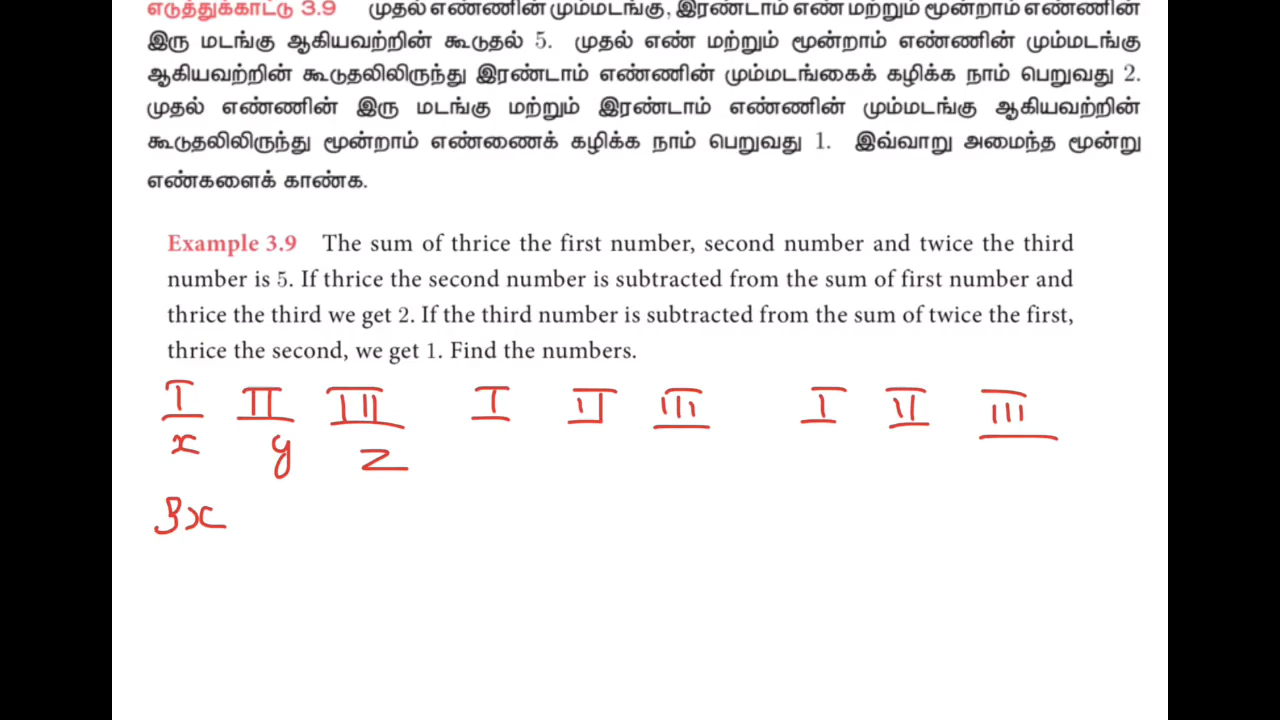 எடுத்துக்காட்டு 3.9 முதல் எண்ணின் மும்மடங்கு, இரண்டாம் எண் மற்றும் மூன்றாம் எண்ணின்
இரு மடங்கு ஆகியவற்றின் கூடுதல் 5. முதல் எண் மற்றும் மூன்றாம் எண்ணின் மும்மடங்கு
ஆகியவற்றின் கூடுதலிலிருந்து இரண்டாம் எண்ணின் மும்மடங்கைக் கழிக்க நாம் பெறுவது 2.
முதல் எண்ணின் இரு மடங்கு மற்றும் இரண்டாம் எண்ணின் மும்மடங்கு ஆகியவற்றின்
கூடுதலிலிருந்து மூன்றாம் எண்ணைக் கழிக்க நாம் பெறுவது 1. இவ்வாறு அமைந்த மூன்று
எண்களைக் காண்க.
Example 3.9 The sum of thrice the first number, second number and twice the third
number is 5. If thrice the second number is subtracted from the sum of first number and
thrice the third we get 2. If the third number is subtracted from the sum of twice the first,
thrice the second, we get 1. Find the numbers.
I II III I II III I II III
x y z
3x